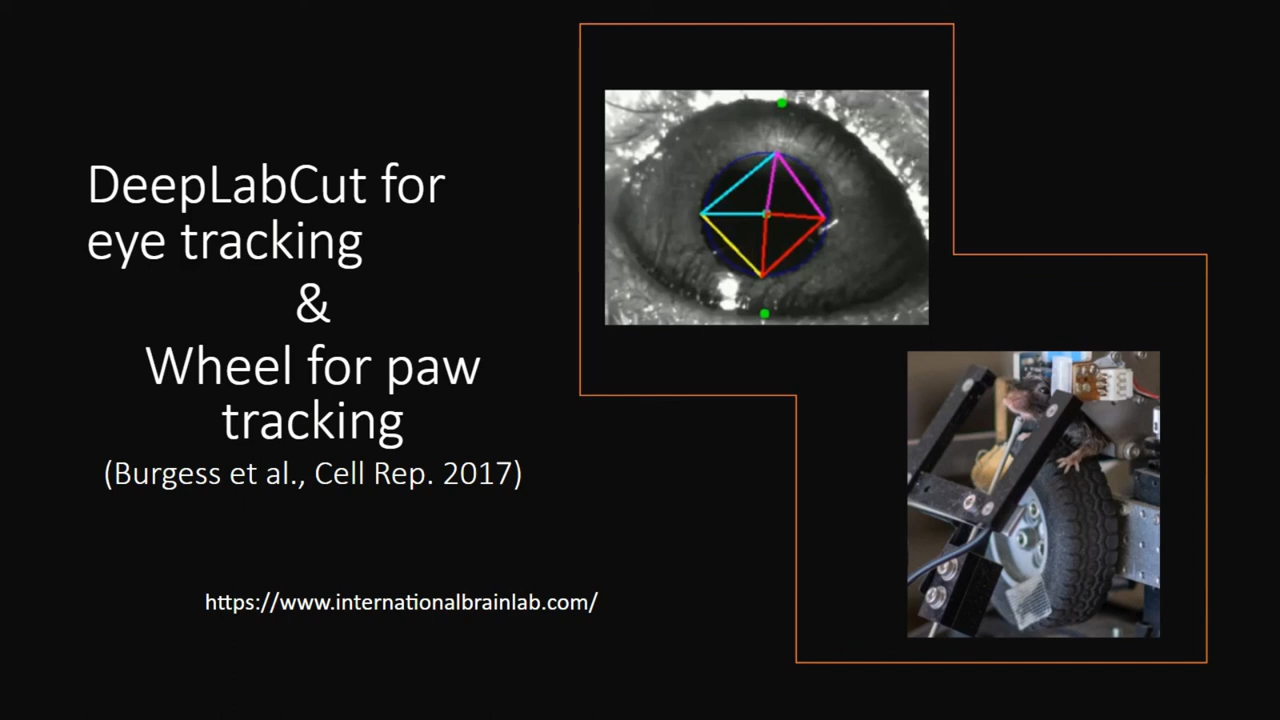 DeepLabCut for
eye tracking
&
Wheel for paw
tracking
(Burgess et al., Cell Rep. 2017)
https://www.internationalbrainlab.com/